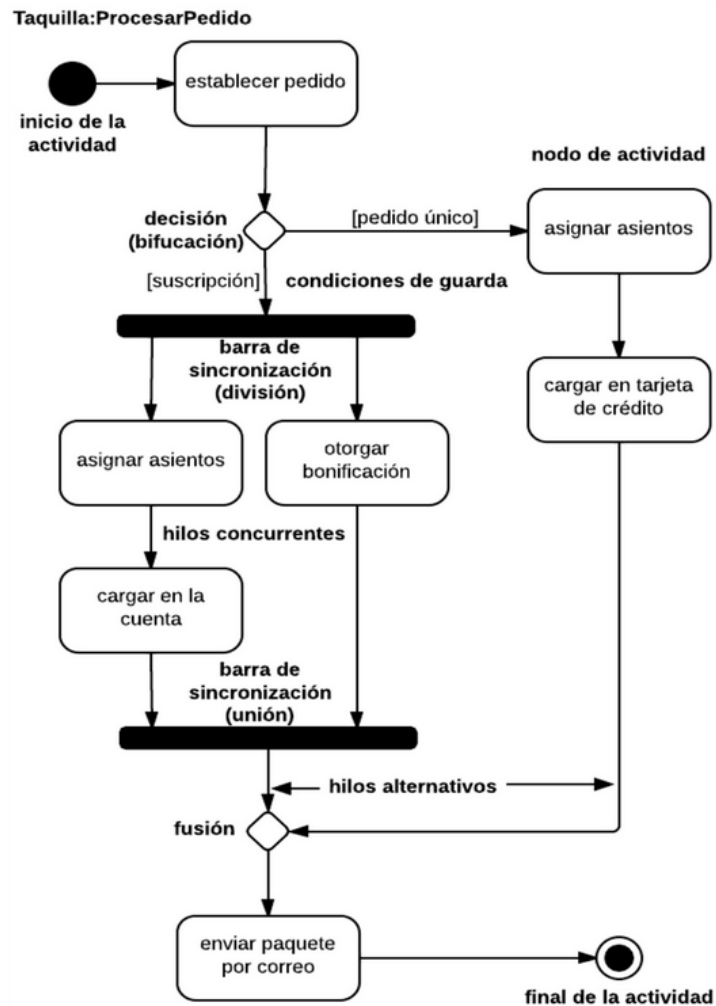 Taquilla:ProcesarPedido
establecer pedido
inicio de la
actividad
nodo de actividad
decisión
(bifucación)
[pedido único]
asignar asientos
[suscripción]
condiciones de guarda
barra de
sincronización
(división)
cargar en tarjeta
de crédito
asignar asientos
otorgar
bonificación
hilos concurrentes
cargar en la
cuenta
barra de
sincronización
(unión)
hilos alternativos
fusión
enviar paquete
por correo
final de la actividad